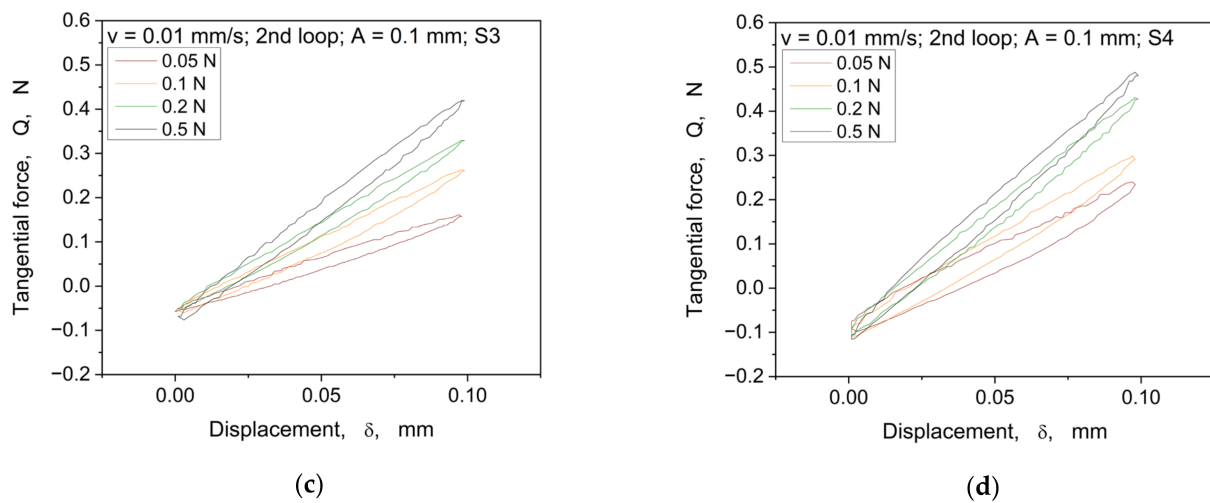 v = 0.01 mm/s; 2nd loop; A = 0.1 mm; S3
0.05 N
0.1 N
0.2 N
0.5 N
Tangential force, Q, N
0.6
0.5
0.4
0.3
0.2
0.1
0.0
−0.1
−0.2
0.00
0.05
0.10
Displacement, δ, mm
(c)
v = 0.01 mm/s; 2nd loop; A = 0.1 mm; S4
0.05 N
0.1 N
0.2 N
0.5 N
Tangential force, Q, N
0.6
0.5
0.4
0.3
0.2
0.1
0.0
−0.1
−0.2
0.00
0.05
0.10
Displacement, δ, mm
(d)